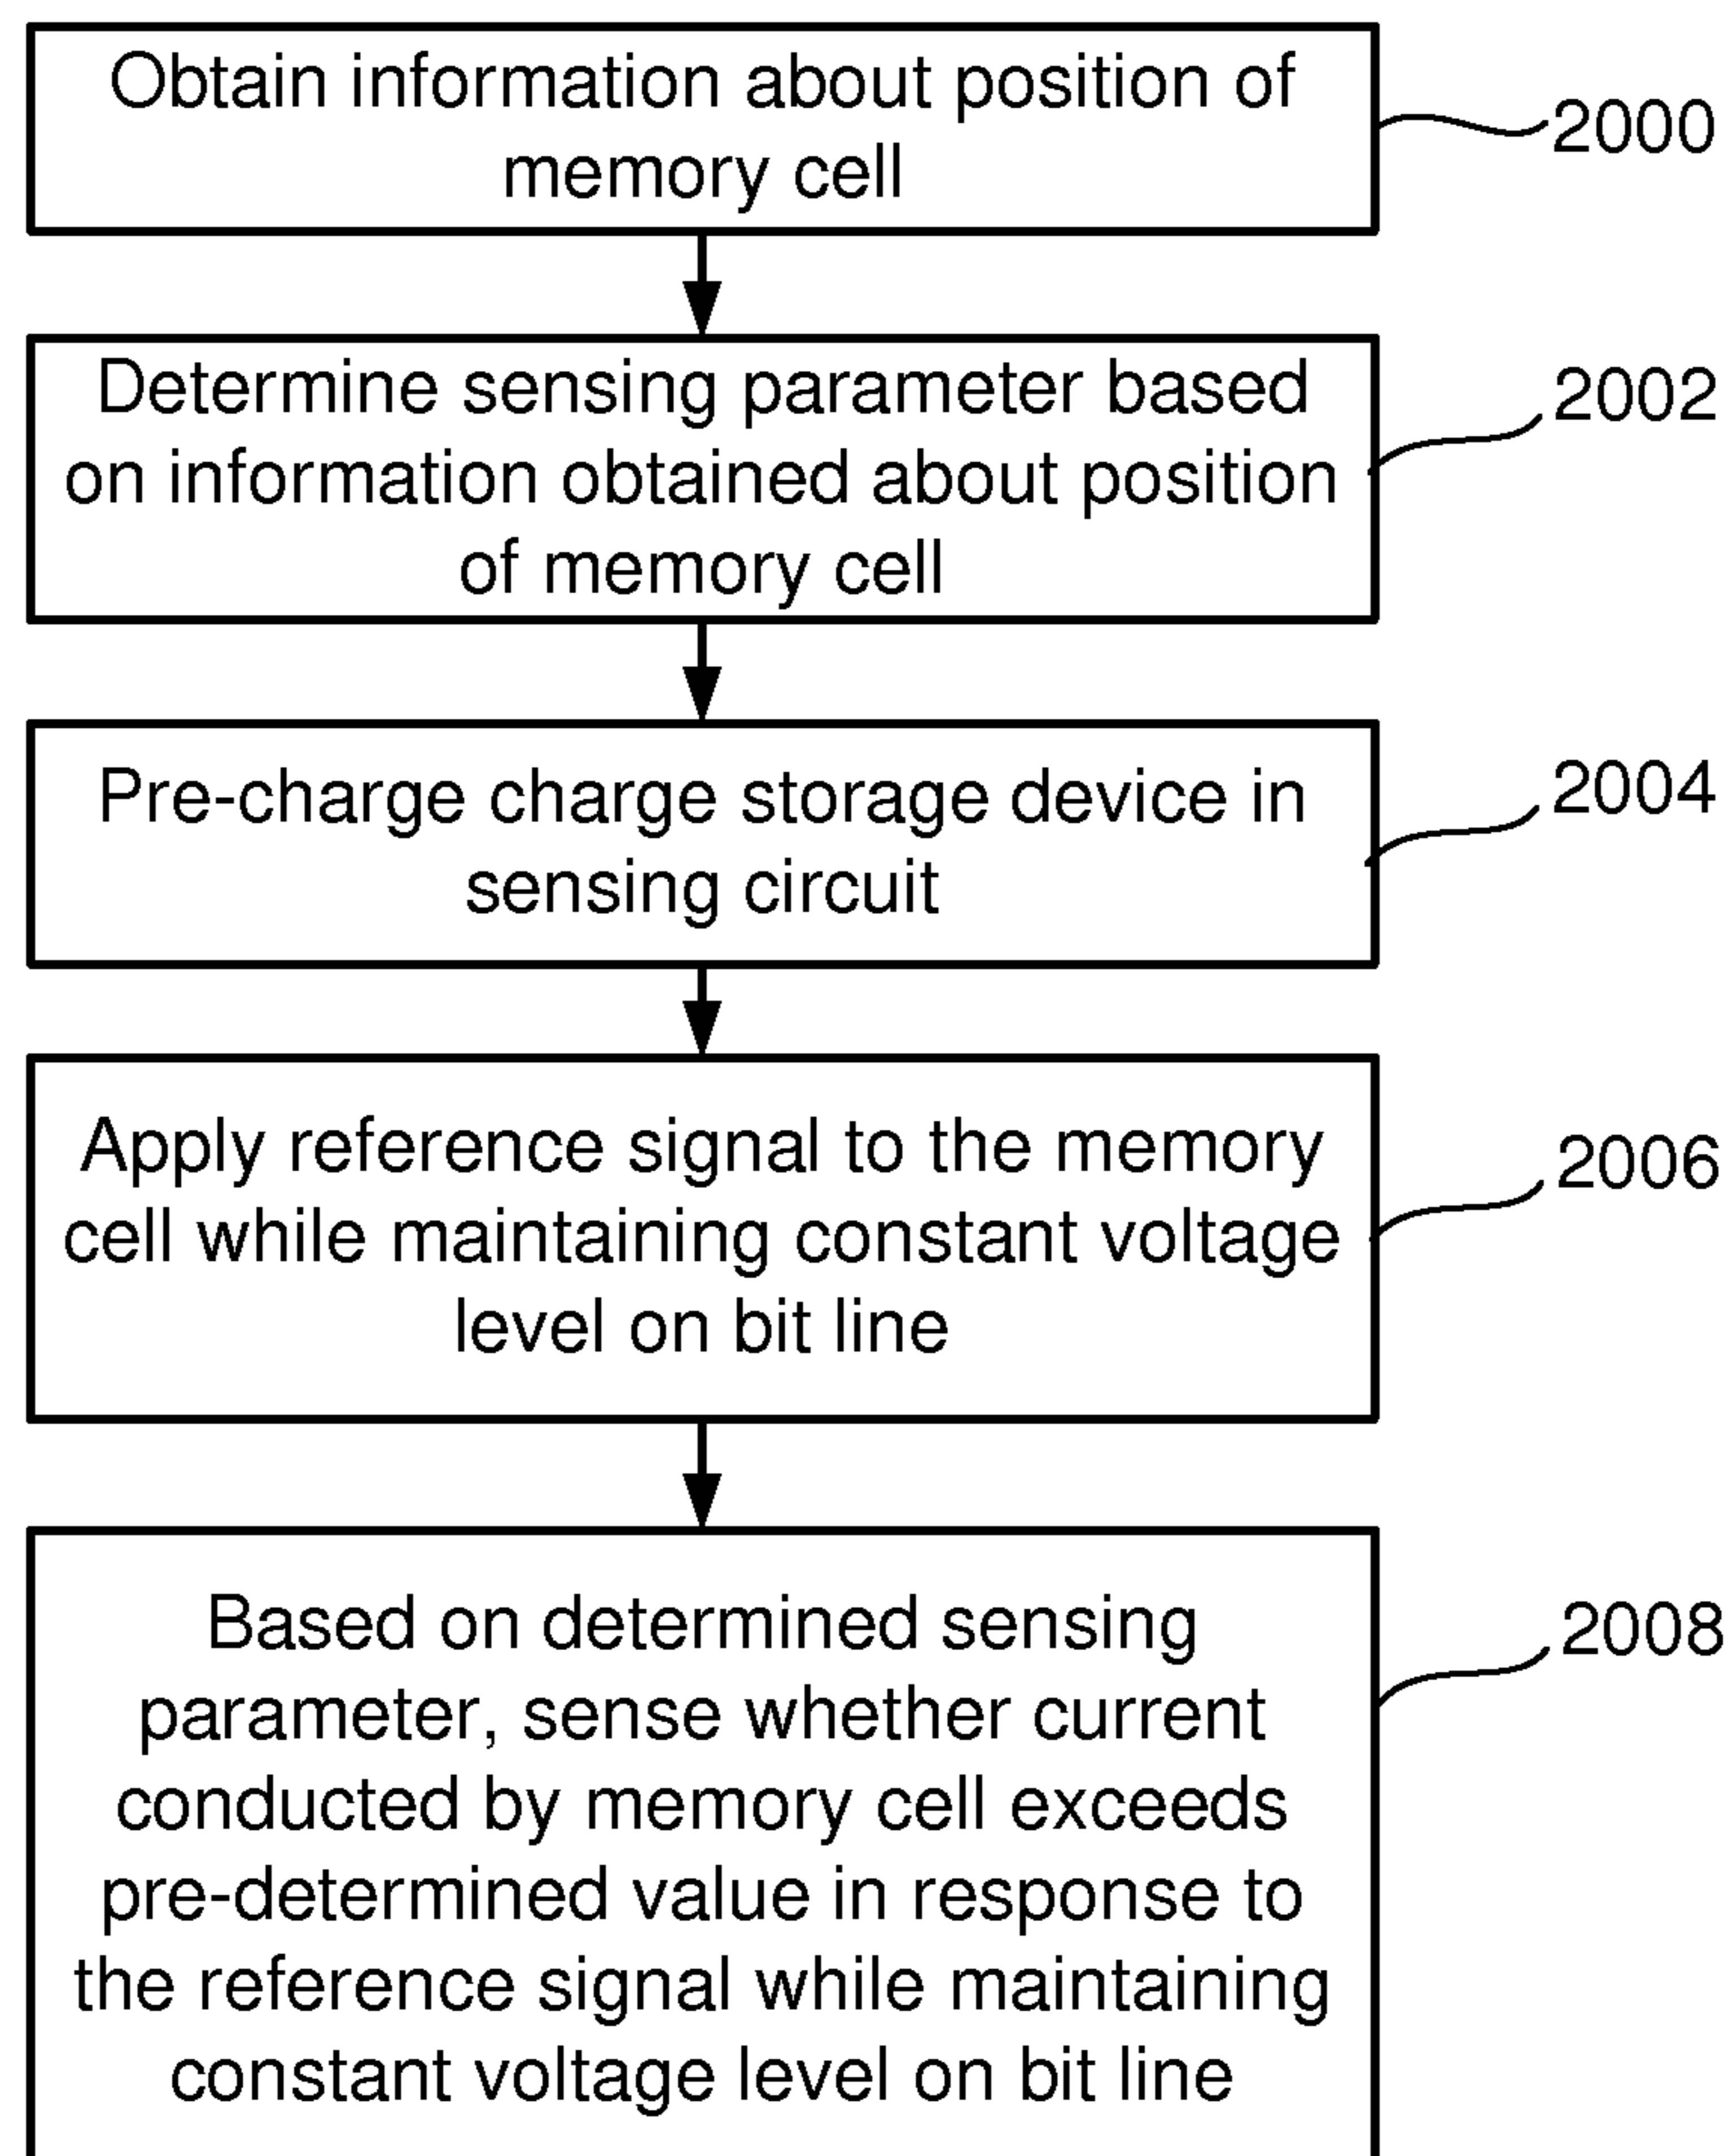 Obtain information about position of
memory cell
2000
Determine sensing parameter based
on information obtained about position
of memory cell
2002
Pre-charge charge storage device in
sensing circuit
2004
Apply reference signal to the memory
cell while maintaining constant voltage
level on bit line
2006
Based on determined sensing
parameter, sense whether current
conducted by memory cell exceeds
pre-determined value in response to
the reference signal while maintaining
constant voltage level on bit line
2008